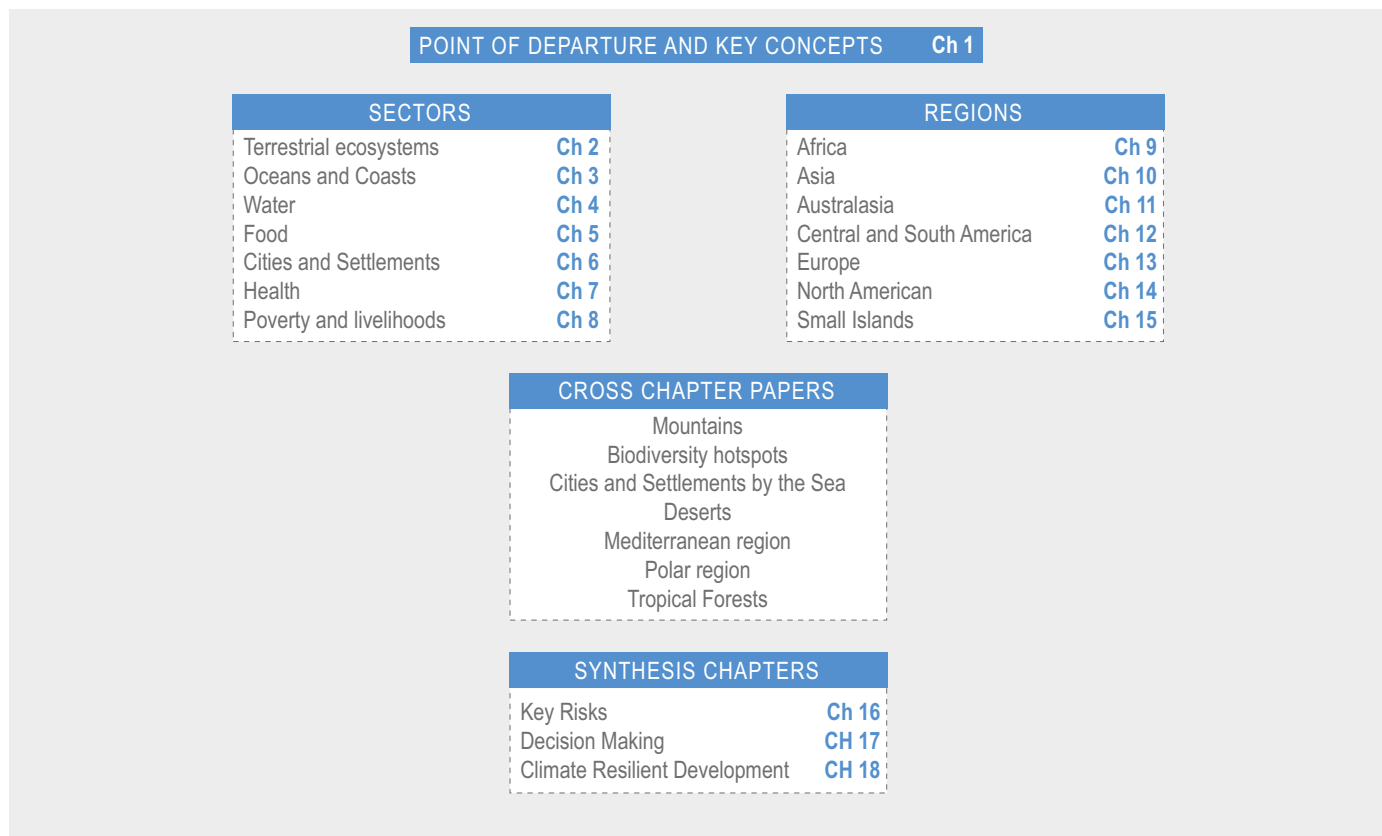 POINT OF DEPARTURE AND KEY CONCEPTS Ch 1
SECTORS
Terrestrial ecosystems Ch 2
Oceans and Coasts Ch 3
Water Ch 4
Food Ch 5
Cities and Settlements Ch 6
Health Ch 7
Poverty and livelihoods Ch 8
REGIONS
Africa Ch 9
Asia Ch 10
Australasia Ch 11
Central and South America Ch 12
Europe Ch 13
North American Ch 14
Small Islands Ch 15
CROSS CHAPTER PAPERS
Mountains
Biodiversity hotspots
Cities and Settlements by the Sea
Deserts
Mediterranean region
Polar region
Tropical Forests
SYNTHESIS CHAPTERS
Key Risks Ch 16
Decision Making CH 17
Climate Resilient Development CH 18